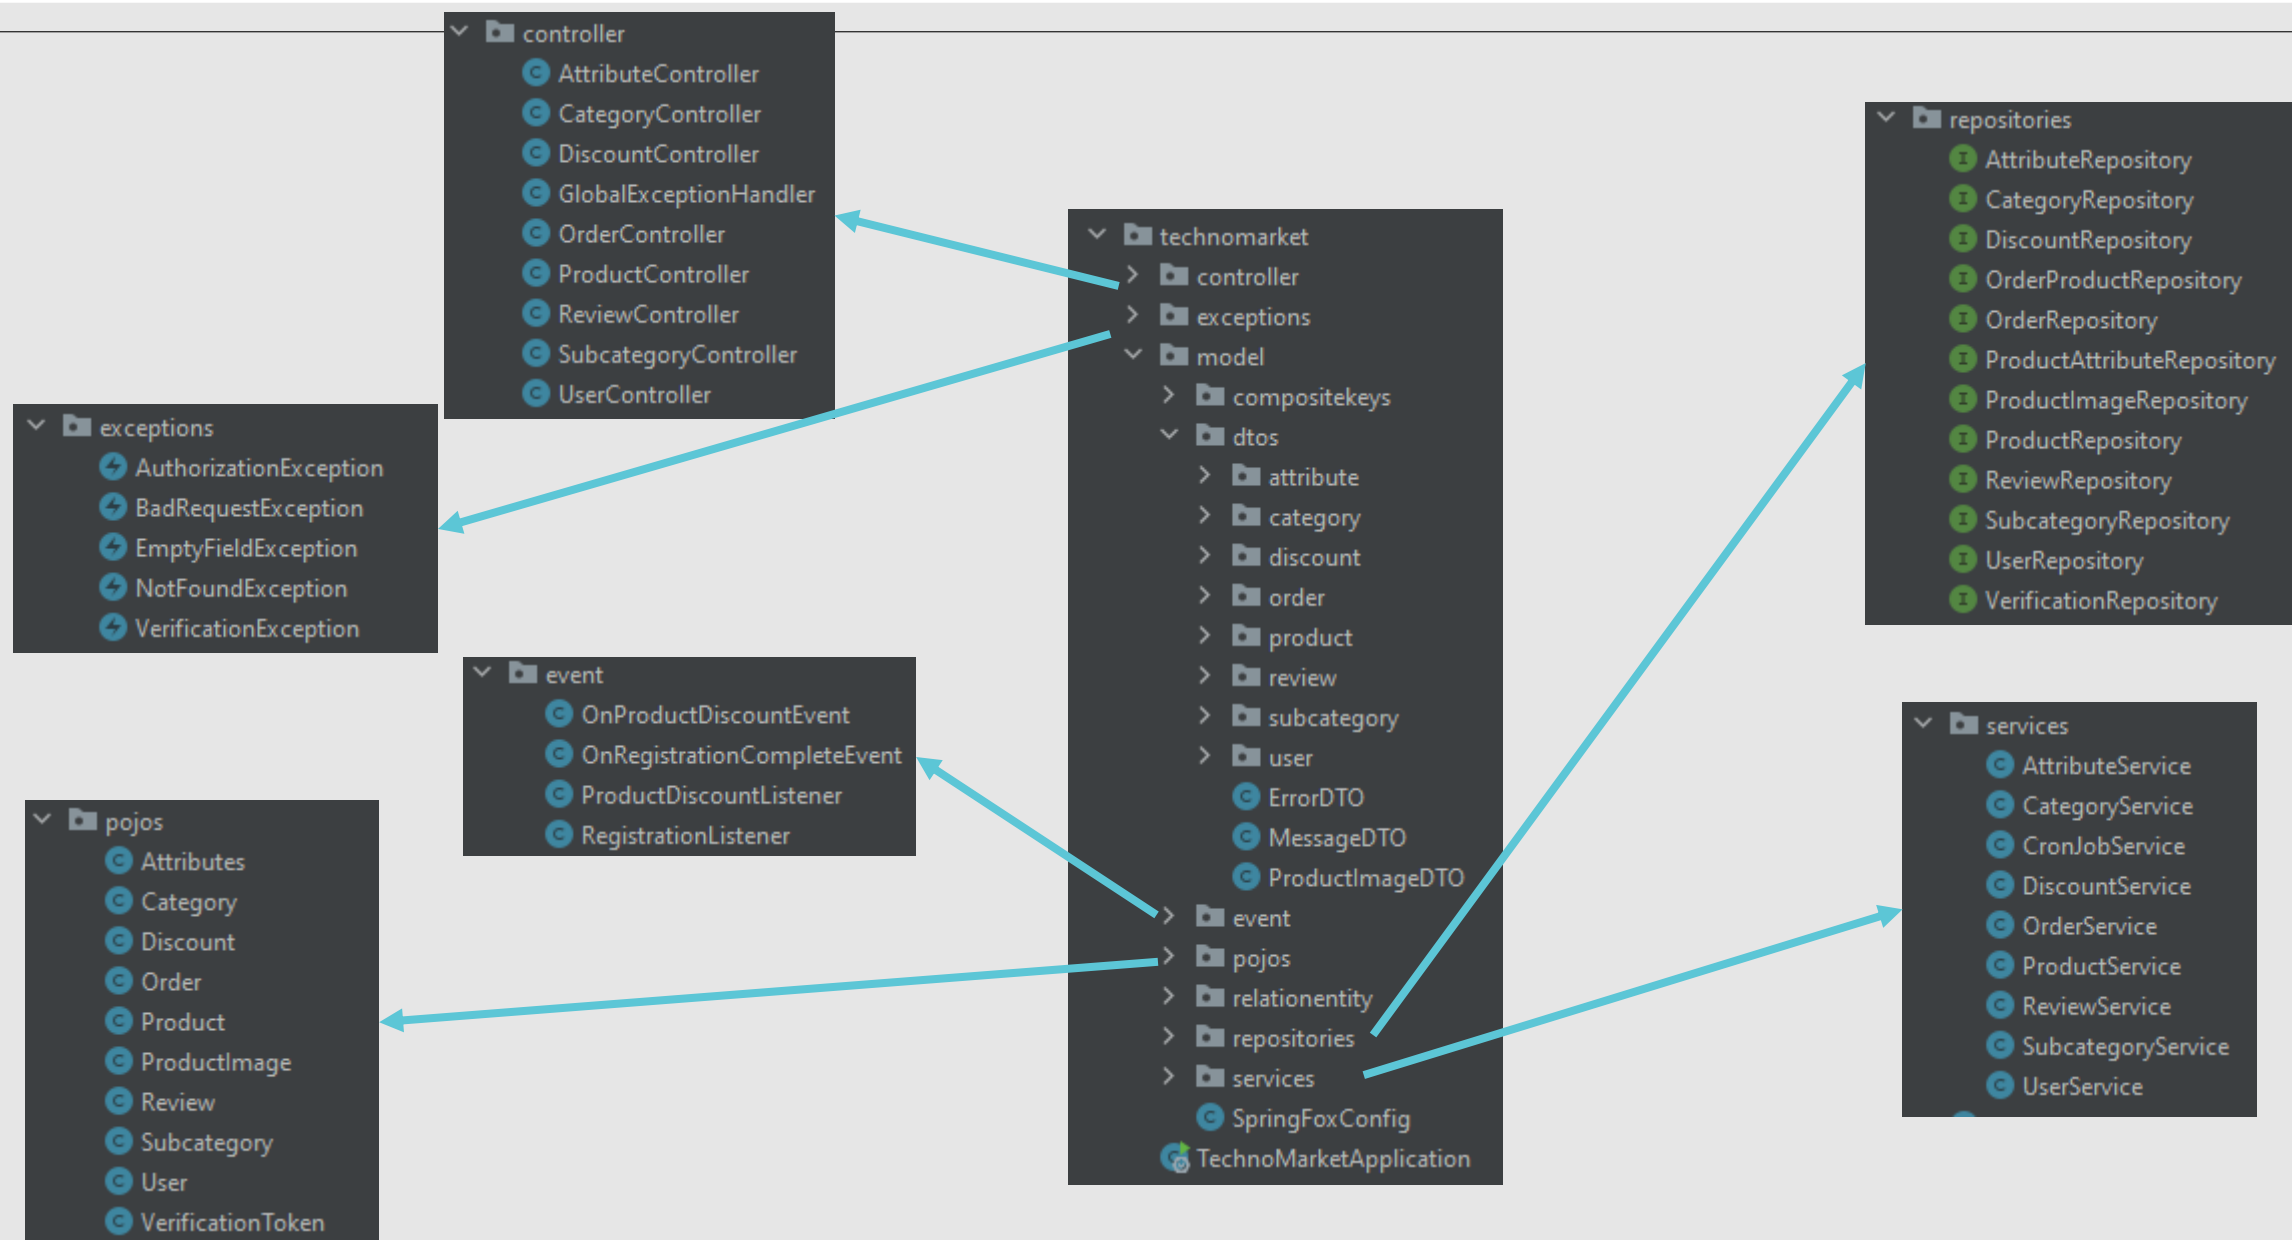 controller
AttributeController
CategoryController
DiscountController
GlobalExceptionHandler
OrderController
ProductController
ReviewController
SubcategoryController
UserController
exceptions
AuthorizationException
BadRequestException
EmptyFieldException
NotFoundException
VerificationException
event
OnProductDiscountEvent
OnRegistrationCompleteEvent
ProductDiscountListener
RegistrationListener
pojos
Attributes
Category
Discount
Order
Product
ProductImage
Review
Subcategory
User
VerificationToken
technomarket
controller
exceptions
model
compositekeys
dtos
attribute
category
discount
order
product
review
subcategory
user
ErrorDTO
MessageDTO
ProductImageDTO
event
pojos
relationentity
repositories
services
SpringFoxConfig
TechnoMarketApplication
repositories
AttributeRepository
CategoryRepository
DiscountRepository
OrderProductRepository
OrderRepository
ProductAttributeRepository
ProductImageRepository
ProductRepository
ReviewRepository
SubcategoryRepository
UserRepository
VerificationRepository
services
AttributeService
CategoryService
CronJobService
DiscountService
OrderService
ProductService
ReviewService
SubcategoryService
UserService